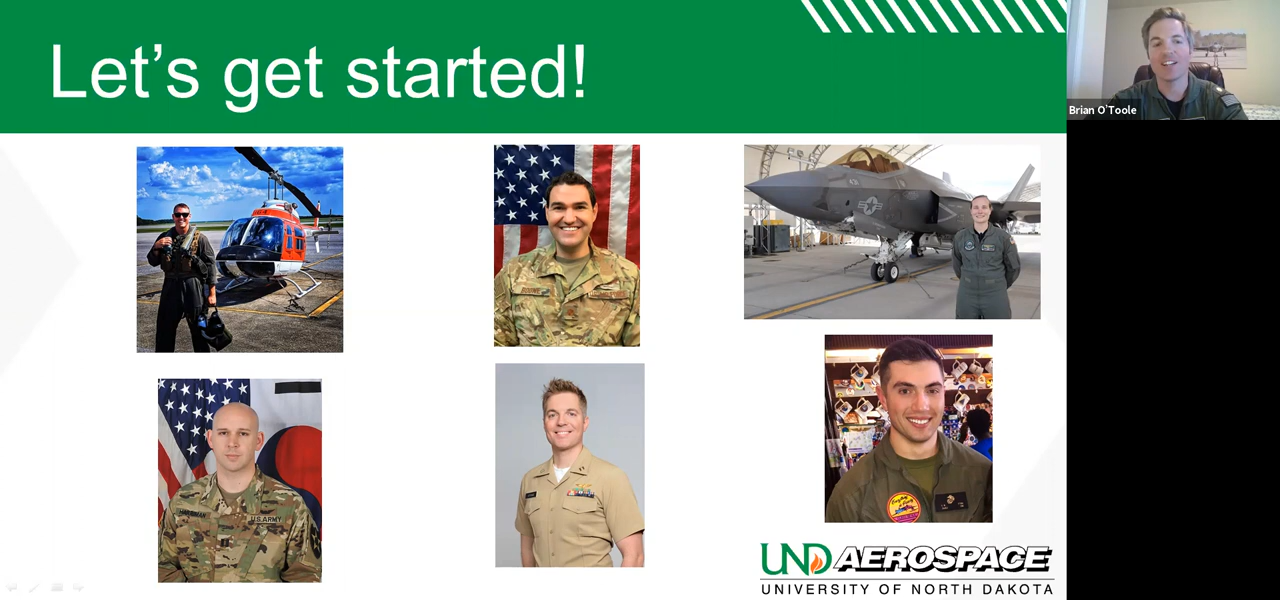 Let's get started!
Brian O'Toole
U.S. ARMY
UND AEROSPACE
UNIVERSITY OF NORTH DAKOTA